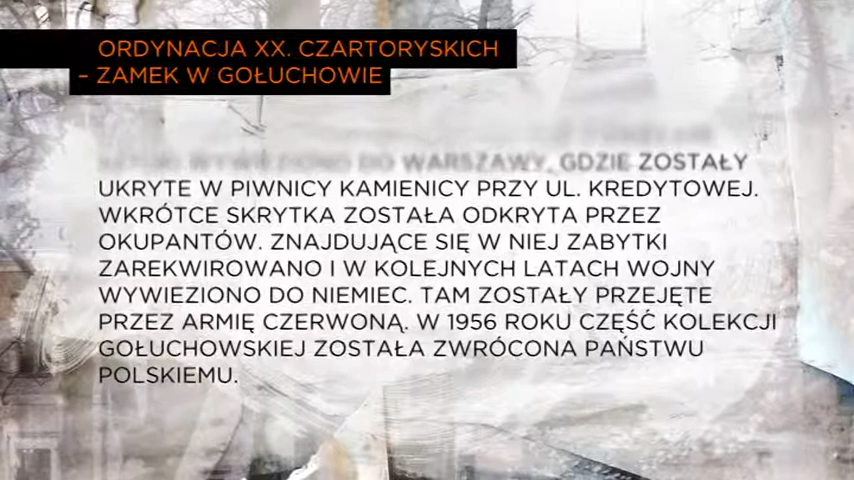 ORDYNACJA XX. CZARTORYSKICH
– ZAMEK W GOŁUCHOWIE
WYWIEZIONO DO WARSZAWY, GDZIE ZOSTAŁY
UKRYTE W PIWNICY KAMIENICY PRZY UL. KREDYTOWEJ.
WKRÓTCE SKRYTKA ZOSTAŁA ODKRYTA PRZEZ
OKUPANTÓW. ZNAJDUJĄCE SIĘ W NIEJ ZABYTKI
ZAREKWIROWANO I W KOLEJNYCH LATACH WOJNY
WYWIEZIONO DO NIEMIEC. TAM ZOSTAŁY PRZEJĘTE
PRZEZ ARMIĘ CZERWONĄ. W 1956 ROKU CZĘŚĆ KOLEKCJI
GOŁUCHOWSKIEJ ZOSTAŁA ZWRÓCONA PAŃSTWU
POLSKIEMU.